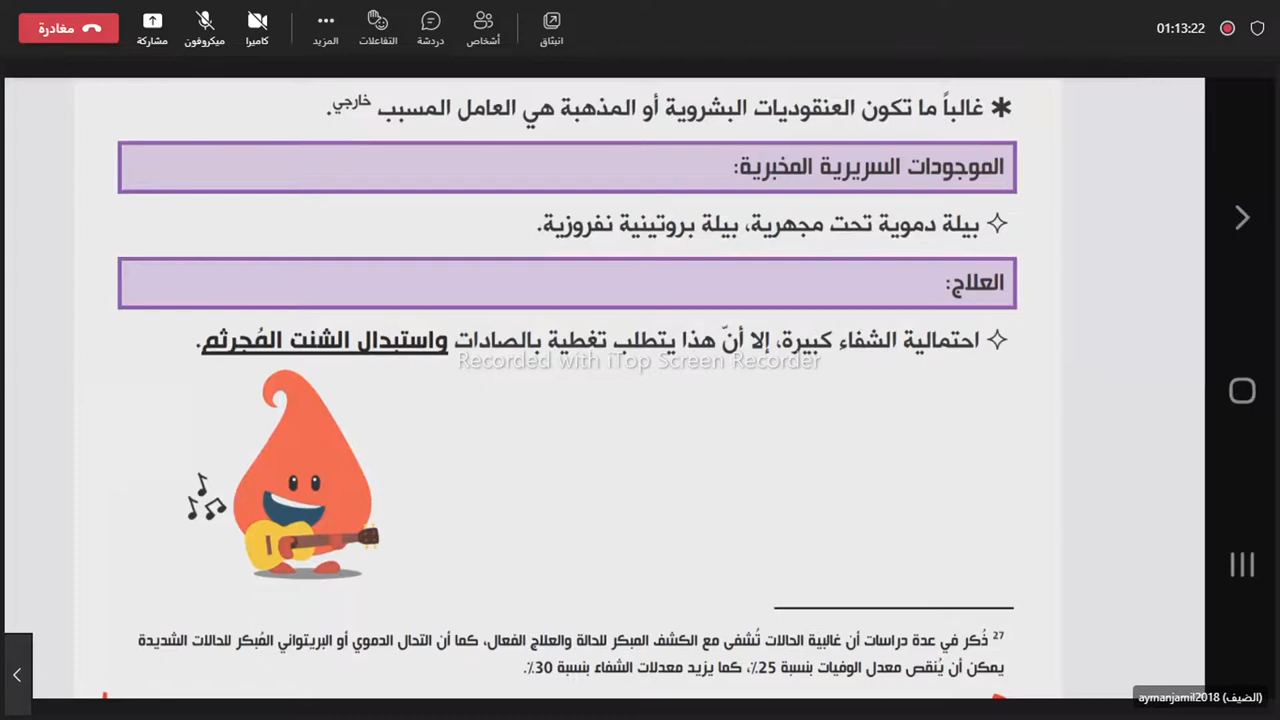 مغادرة
مشاركة
ميكروفون
كاميرا
المزيد
التفاعلات
دردشة
أشخاص
انبثاق
01:13:22
✱ غالباً ما تكون العنقوديات البشروية أو المذهبة هي العامل المسبب خارجي.
الموجودات السريرية المخبرية:
✧ بيلة دموية تحت مجهرية، بيلة بروتينية نفروزية.
العلاج:
✧ احتمالية الشفاء كبيرة، إلا أنّ هذا يتطلب تغطية بالصادات واستبدال الشنت المُجرثم.
Recorded with iTop Screen Recorder
27 ذُكر في عدة دراسات أن غالبية الحالات تُشفى مع الكشف المبكر للحالة والعلاج الفعال، كما أن التحال الدموي أو البريتواني المُبكر للحالات الشديدة
يمكن أن يُنقص معدل الوفيات بنسبة 25٪، كما يزيد معدلات الشفاء بنسبة 30٪.
aymanjamil2018 (الضيف)